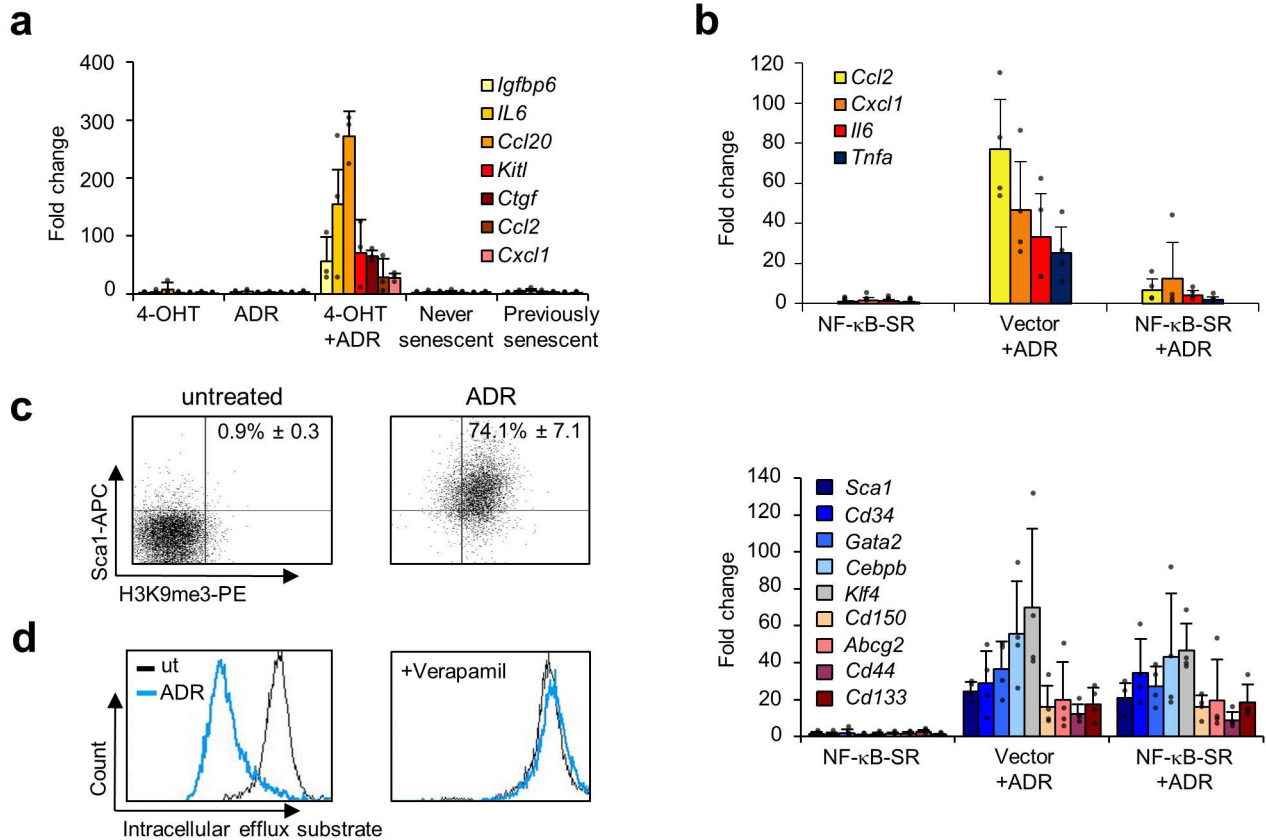 a
Fold change
400
300
200
100
0
Igfbp6
IL6
Ccl20
Kitl
Ctgf
Ccl2
Cxcl1
4-OHT
ADR
4-OHT
+ADR
Never
senescent
Previously
senescent
b
Fold change
120
100
80
60
40
20
0
Ccl2
Cxcl1
Il6
Tnfa
NF-κB-SR
Vector
+ADR
NF-κB-SR
+ADR
c
untreated
ADR
0.9% ± 0.3
74.1% ± 7.1
Sca1-APC
H3K9me3-PE
d
ut
ADR
+Verapamil
Count
Intracellular efflux substrate
Fold change
140
120
100
80
60
40
20
0
Sca1
Cd34
Gata2
Cebpb
Klf4
Cd150
Abcg2
Cd44
Cd133
NF-κB-SR
Vector
+ADR
NF-κB-SR
+ADR